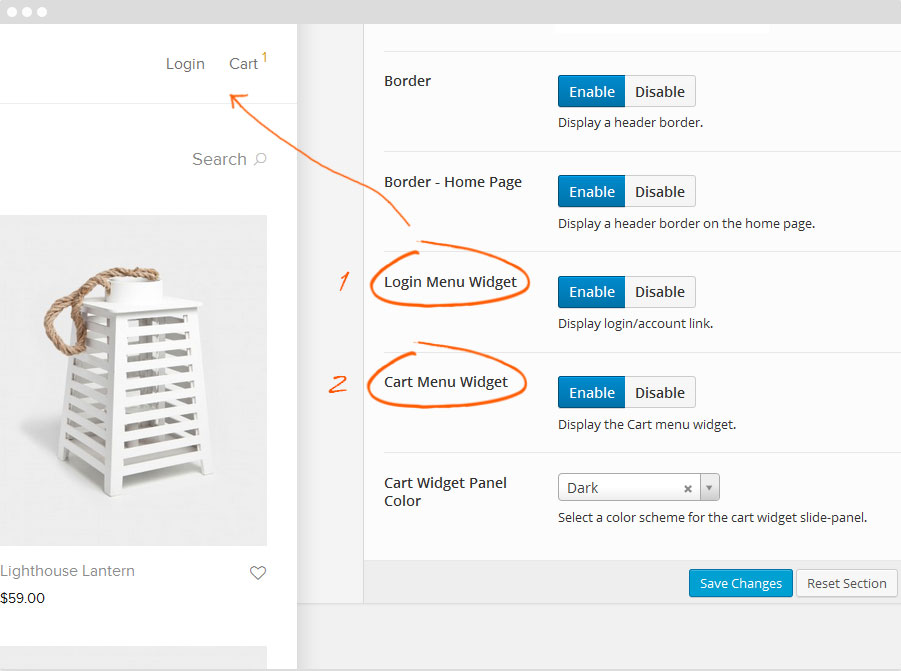 Login Cart 1
Search
Lighthouse Lantern
$59.00
Border
Enable Disable
Display a header border.
Border - Home Page
Enable Disable
Display a header border on the home page.
1 Login Menu Widget
Enable Disable
Display login/account link.
2 Cart Menu Widget
Enable Disable
Display the Cart menu widget.
Cart Widget Panel
Color
Dark
Select a color scheme for the cart widget slide-panel.
Save Changes Reset Section